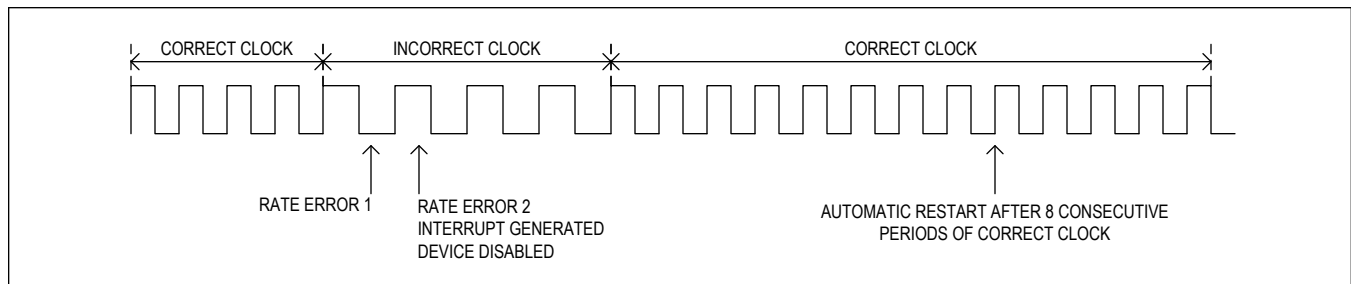 CORRECT CLOCK
INCORRECT CLOCK
CORRECT CLOCK
RATE ERROR 1
RATE ERROR 2
INTERRUPT GENERATED
DEVICE DISABLED
AUTOMATIC RESTART AFTER 8 CONSECUTIVE
PERIODS OF CORRECT CLOCK